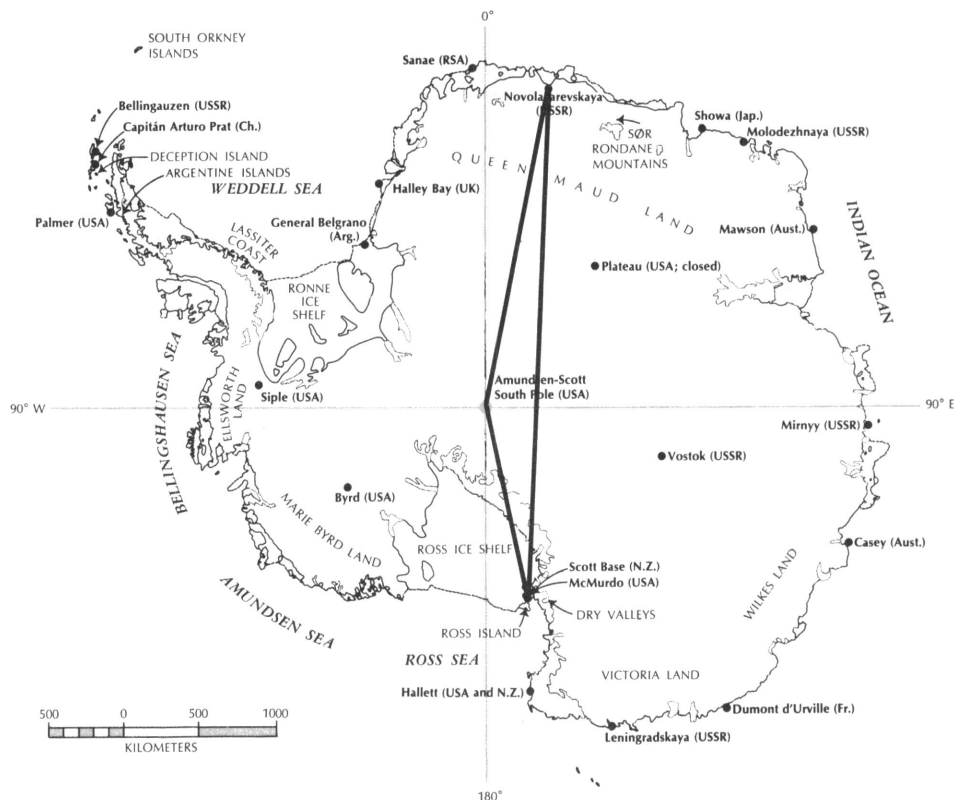 0°
SOUTH ORKNEY
ISLANDS
Sanae (RSA)
Bellingauzen (USSR)
Capitán Arturo Prat (Ch.)
DECEPTION ISLAND
ARGENTINE ISLANDS
WEDDELL SEA
Palmer (USA)
Novolazarevskaya
(USSR)
Showa (Jap.)
Molodezhnaya (USSR)
SØR
RONDANE
MOUNTAINS
QUEEN MAUD LAND
Halley Bay (UK)
General Belgrano
(Arg.)
LASSITER
COAST
Mawson (Aust.)
INDIAN OCEAN
Plateau (USA; closed)
RONNE
ICE
SHELF
BELLINGSHAUSEN SEA
ELLSWORTH
LAND
Siple (USA)
Amundsen-Scott
South Pole (USA)
90° W
90° E
Mirnyy (USSR)
Vostok (USSR)
Byrd (USA)
MARIE BYRD LAND
ROSS ICE SHELF
Casey (Aust.)
WILKES LAND
Scott Base (N.Z.)
McMurdo (USA)
DRY VALLEYS
ROSS ISLAND
AMUNDSEN SEA
ROSS SEA
VICTORIA LAND
Hallett (USA and N.Z.)
Dumont d'Urville (Fr.)
Leningradskaya (USSR)
500 0 500 1000
KILOMETERS
180°